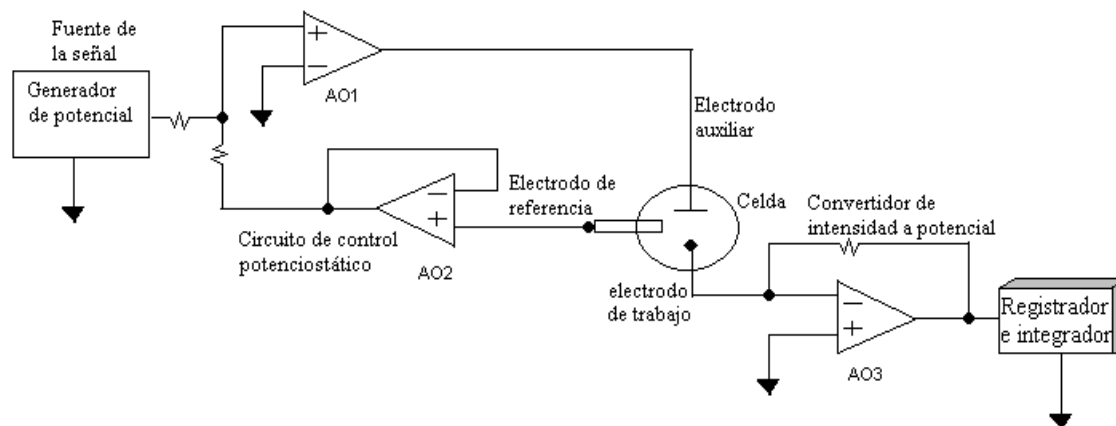 Fuente de
la señal
Generador
de potencial
+
−
AO1
Electrodo
auxiliar
−
+
AO2
Circuito de control
potenciostático
Electrodo de
referencia
Celda
electrodo
de trabajo
Convertidor de
intensidad a potencial
−
+
AO3
Registrador
e integrador